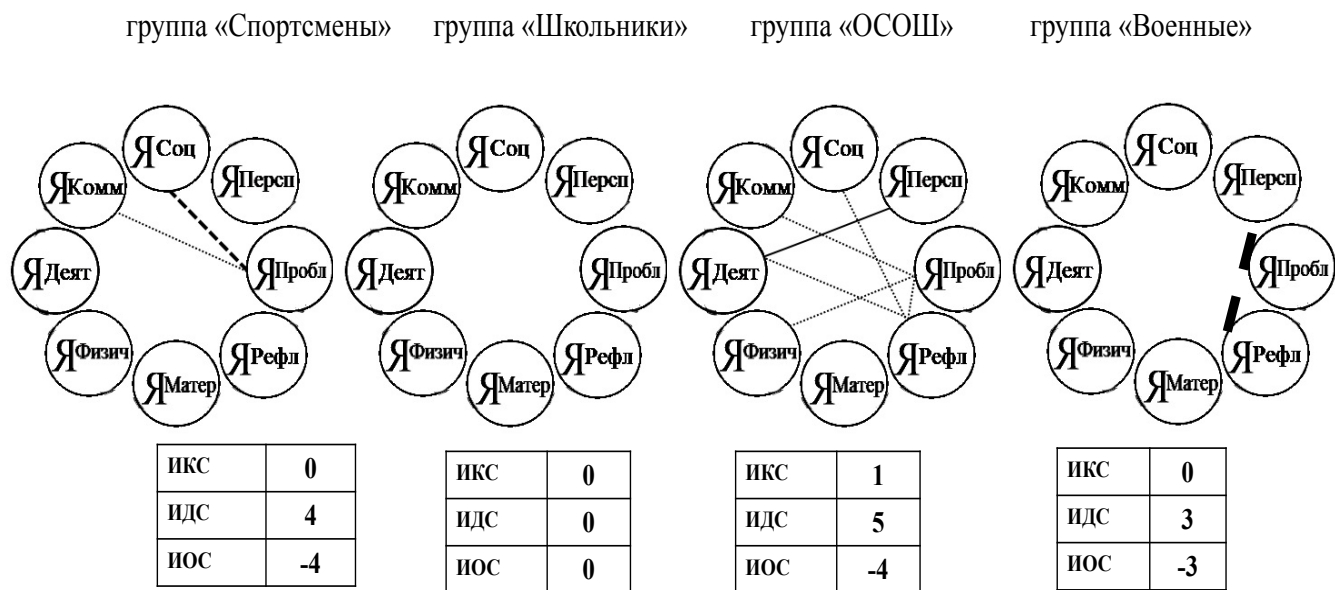 группа «Спортсмены» группа «Школьники» группа «ОСОШ» группа «Военные»
ЯСоц
ЯПерсп
ЯКомм
ЯПробл
ЯДеят
ЯРефл
ЯФизич
ЯМатер
ИКС 0
ИДС 4
ИОС -4
ЯСоц
ЯПерсп
ЯКомм
ЯПробл
ЯДеят
ЯРефл
ЯФизич
ЯМатер
ИКС 0
ИДС 0
ИОС 0
ЯСоц
ЯПерсп
ЯКомм
ЯПробл
ЯДеят
ЯРефл
ЯФизич
ЯМатер
ИКС 1
ИДС 5
ИОС -4
ЯСоц
ЯПерсп
ЯКомм
ЯПробл
ЯДеят
ЯРефл
ЯФизич
ЯМатер
ИКС 0
ИДС 3
ИОС -3